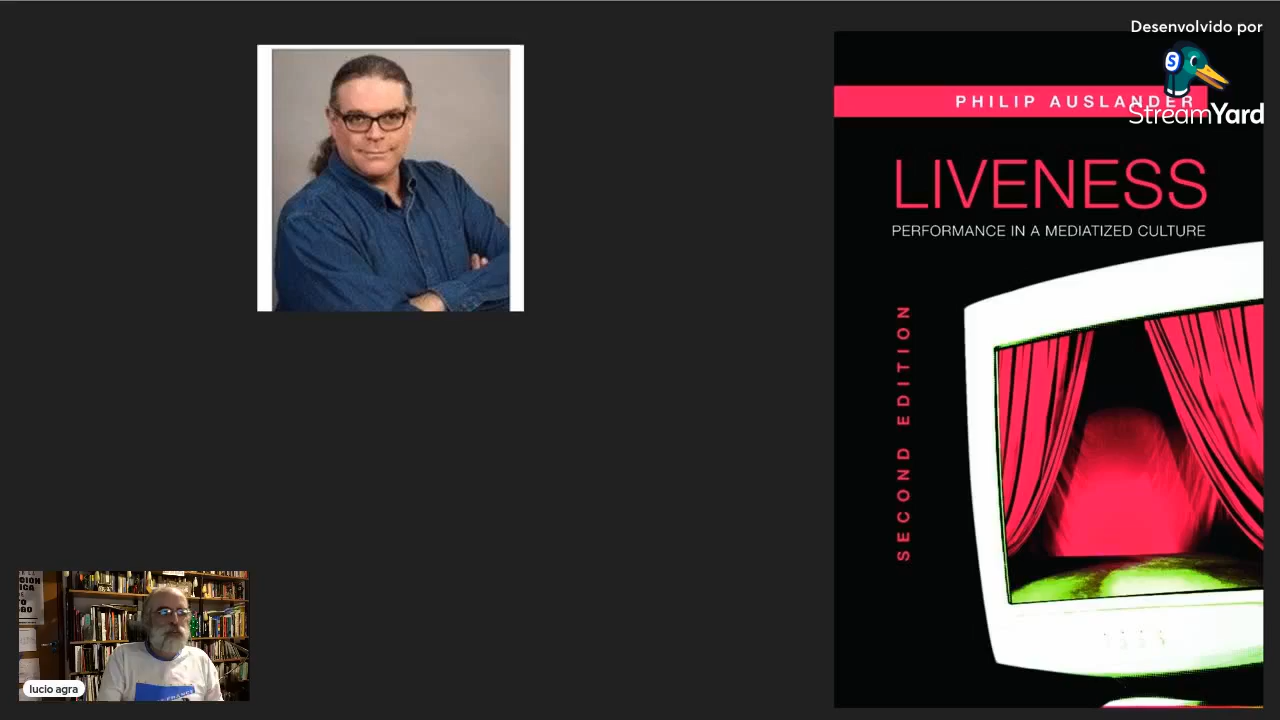 Desenvolvido por
StreamYard
PHILIP AUSLANDER
LIVENESS
PERFORMANCE IN A MEDIATIZED CULTURE
SECOND EDITION
lucio agra